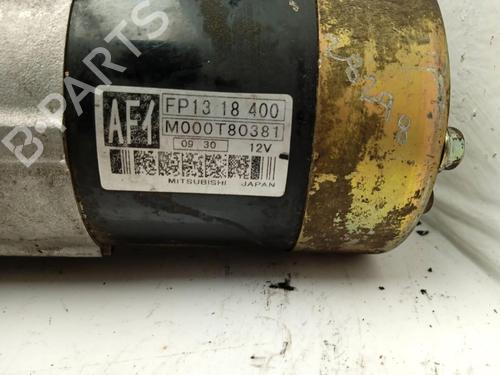 AF1
FP13 18 400
M000T80381
09 30 12V
MITSUBISHI JAPAN
B-PARTS